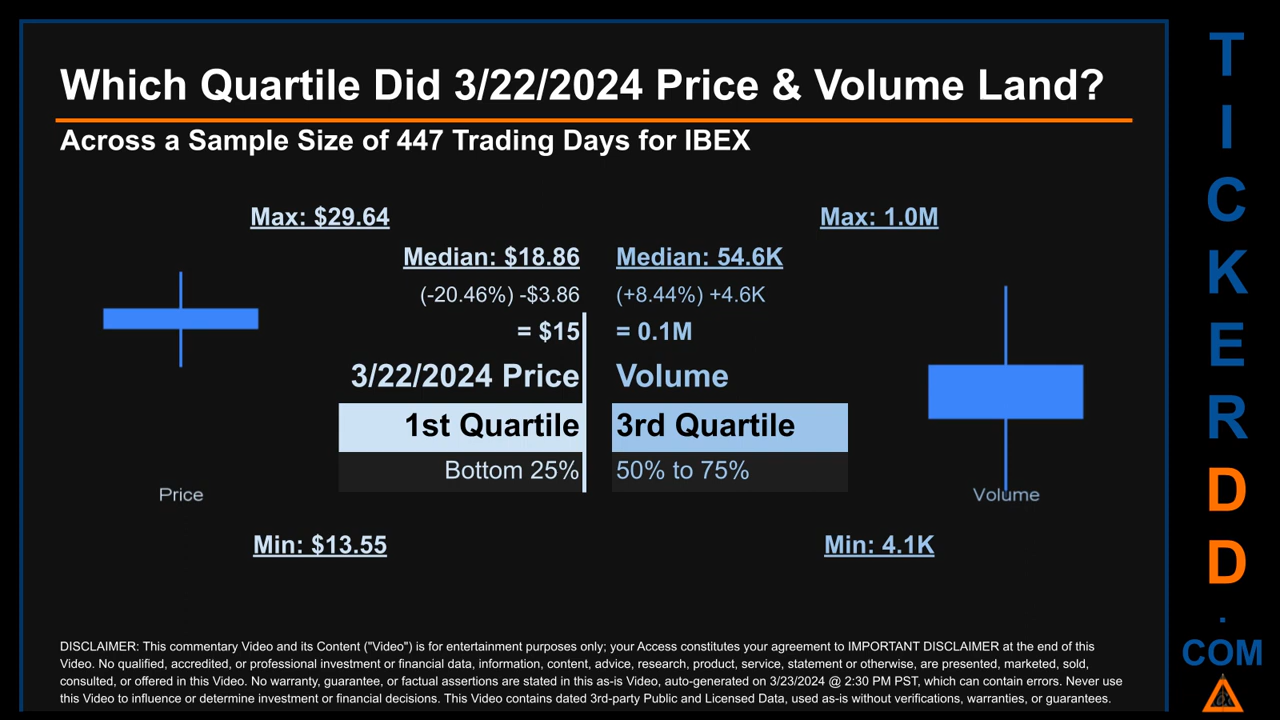 Which Quartile Did 3/22/2024 Price & Volume Land?
Across a Sample Size of 447 Trading Days for IBEX
Max: $29.64
Max: 1.0M
Median: $18.86
Median: 54.6K
(-20.46%) -$3.86
(+8.44%) +4.6K
= $15
= 0.1M
3/22/2024 Price
Volume
1st Quartile
3rd Quartile
Bottom 25%
50% to 75%
Price
Volume
Min: $13.55
Min: 4.1K
DISCLAIMER: This commentary Video and its Content ("Video") is for entertainment purposes only; your Access constitutes your agreement to IMPORTANT DISCLAIMER at the end of this
Video. No qualified, accredited, or professional investment or financial data, information, content, advice, research, product, service, statement or otherwise, are presented, marketed, sold,
consulted, or offered in this Video. No warranty, guarantee, or factual assertions are stated in this as-is Video, auto-generated on 3/23/2024 @ 2:30 PM PST, which can contain errors. Never use
this Video to influence or determine investment or financial decisions. This Video contains dated 3rd-party Public and Licensed Data, used as-is without verifications, warranties, or guarantees.
T
I
C
K
E
R
D
D
.
COM